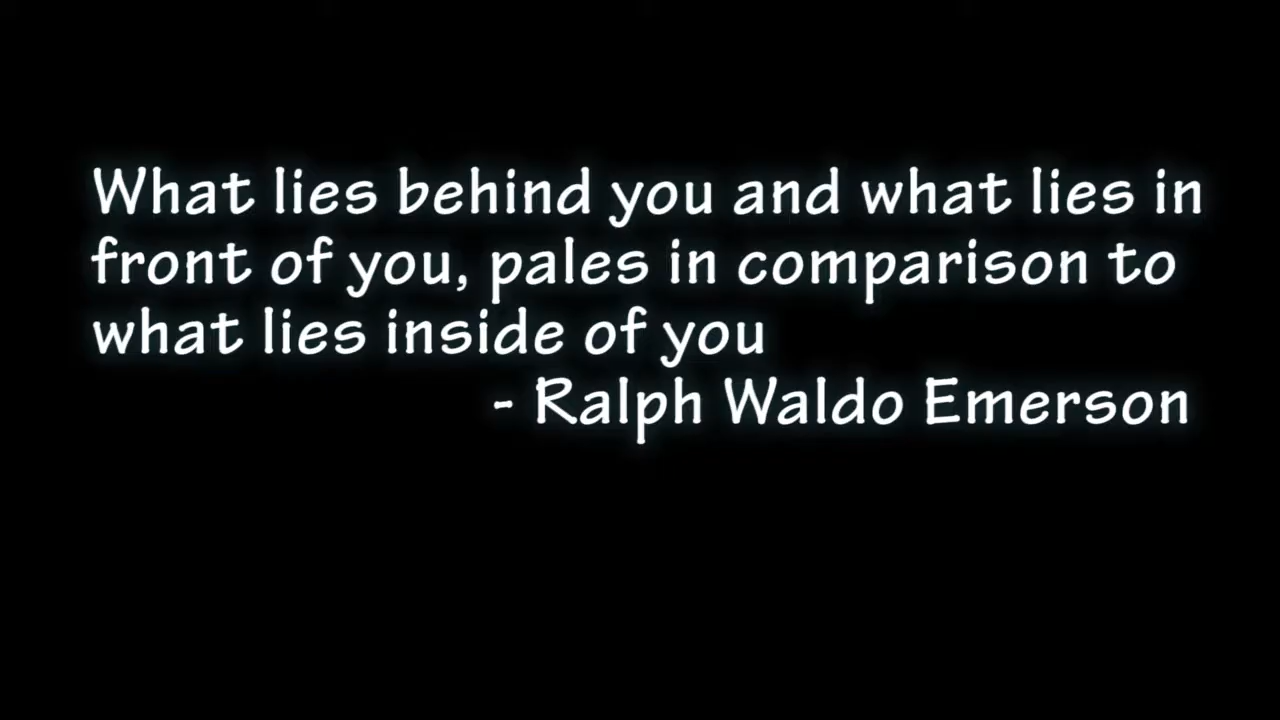 What lies behind you and what lies in
front of you, pales in comparison to
what lies inside of you
- Ralph Waldo Emerson